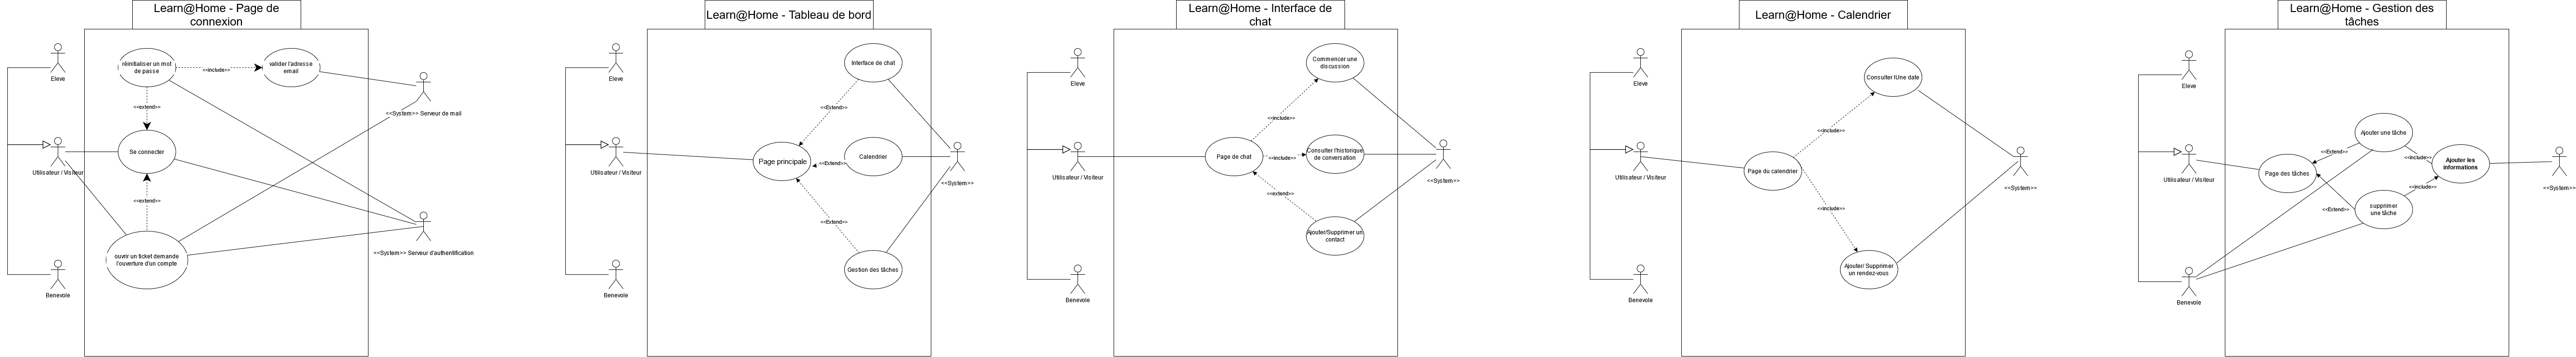 Learn@Home - Page de
connexion
réinitialiser un mot
de passe
<<include>>
valider l'adresse
email
Eleve
<<extend>>
<<System>> Serveur de mail
Se connecter
Utilisateur / Visiteur
<<extend>>
ouvrir un ticket demande
l'ouverture d'un compte
<<System>> Serveur d'authentification
Benevole
Learn@Home - Tableau de bord
Interface de chat
Eleve
<<Extend>>
Calendrier
Page principale
<<Extend>>
Utilisateur / Visiteur
<<System>>
<<Extend>>
Gestion des tâches
Benevole
Learn@Home - Interface de
chat
Commencer une
discussion
Eleve
<<include>>
Page de chat
<<include>>
Consulter l'historique
de conversation
Utilisateur / Visiteur
<<System>>
<<extend>>
Ajouter/Supprimer un
contact
Benevole
Learn@Home - Calendrier
Consulter lUne date
Eleve
<<include>>
Page du calendrier
Utilisateur / Visiteur
<<System>>
<<include>>
Ajouter/ Supprimer
un rendez-vous
Benevole
Learn@Home - Gestion des
tâches
Eleve
Ajouter une tâche
<<Extend>>
<<include>>
Ajouter les
informations
Page des tâches
Utilisateur / Visiteur
<<include>>
<<System>>
<<Extend>>
supprimer
une tâche
Benevole